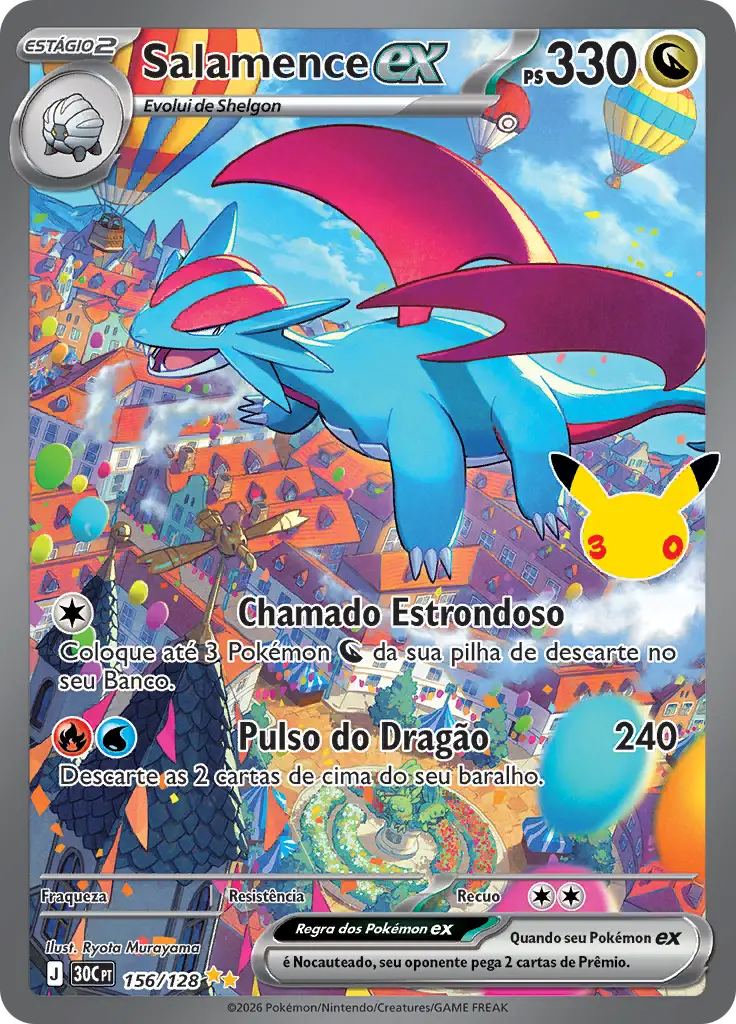 ESTÁGIO 2
Salamence ex
PS 330
Evolui de Shelgon
30
Chamado Estrondoso
Coloque até 3 Pokémon da sua pilha de descarte no
seu Banco.
Pulso do Dragão 240
Descarte as 2 cartas de cima do seu baralho.
Fraqueza Resistência Recuo
Ilust. Ryota Murayama
Regra dos Pokémon ex Quando seu Pokémon ex
é Nocauteado, seu oponente pega 2 cartas de Prêmio.
J 30C PT 156/128
©2026 Pokémon/Nintendo/Creatures/GAME FREAK